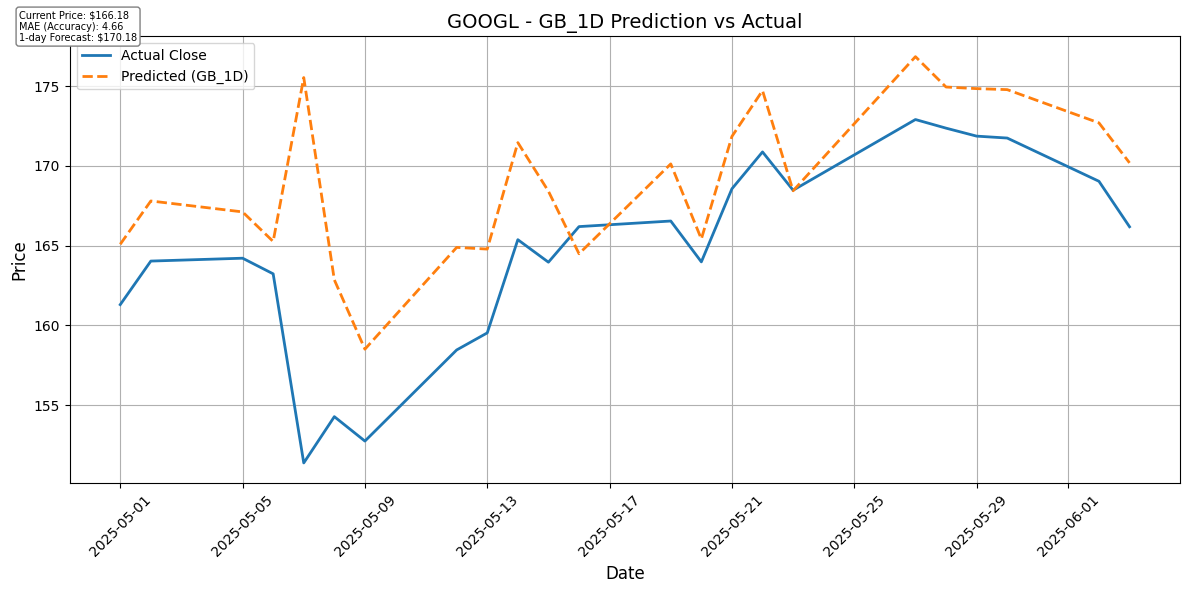 GOOGL - GB_1D Prediction vs Actual
Current Price: $166.18
MAE (Accuracy): 4.66
1-day Forecast: $170.18
Actual Close
Predicted (GB_1D)
Price
175
170
165
160
155
2025-05-01
2025-05-05
2025-05-09
2025-05-13
2025-05-17
2025-05-21
2025-05-25
2025-05-29
2025-06-01
Date